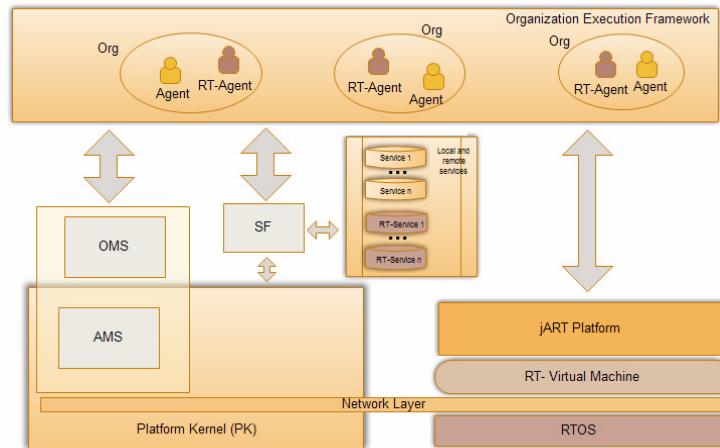 Organization Execution Framework
Org
Org
Org
Agent
RT-Agent
RT-Agent
Agent
RT-Agent
Agent
Service 1
Local and
remote
services
...
Service n
OMS
SF
RT-Service 1
...
RT-Service n
AMS
jART Platform
RT- Virtual Machine
Network Layer
Platform Kernel (PK)
RTOS